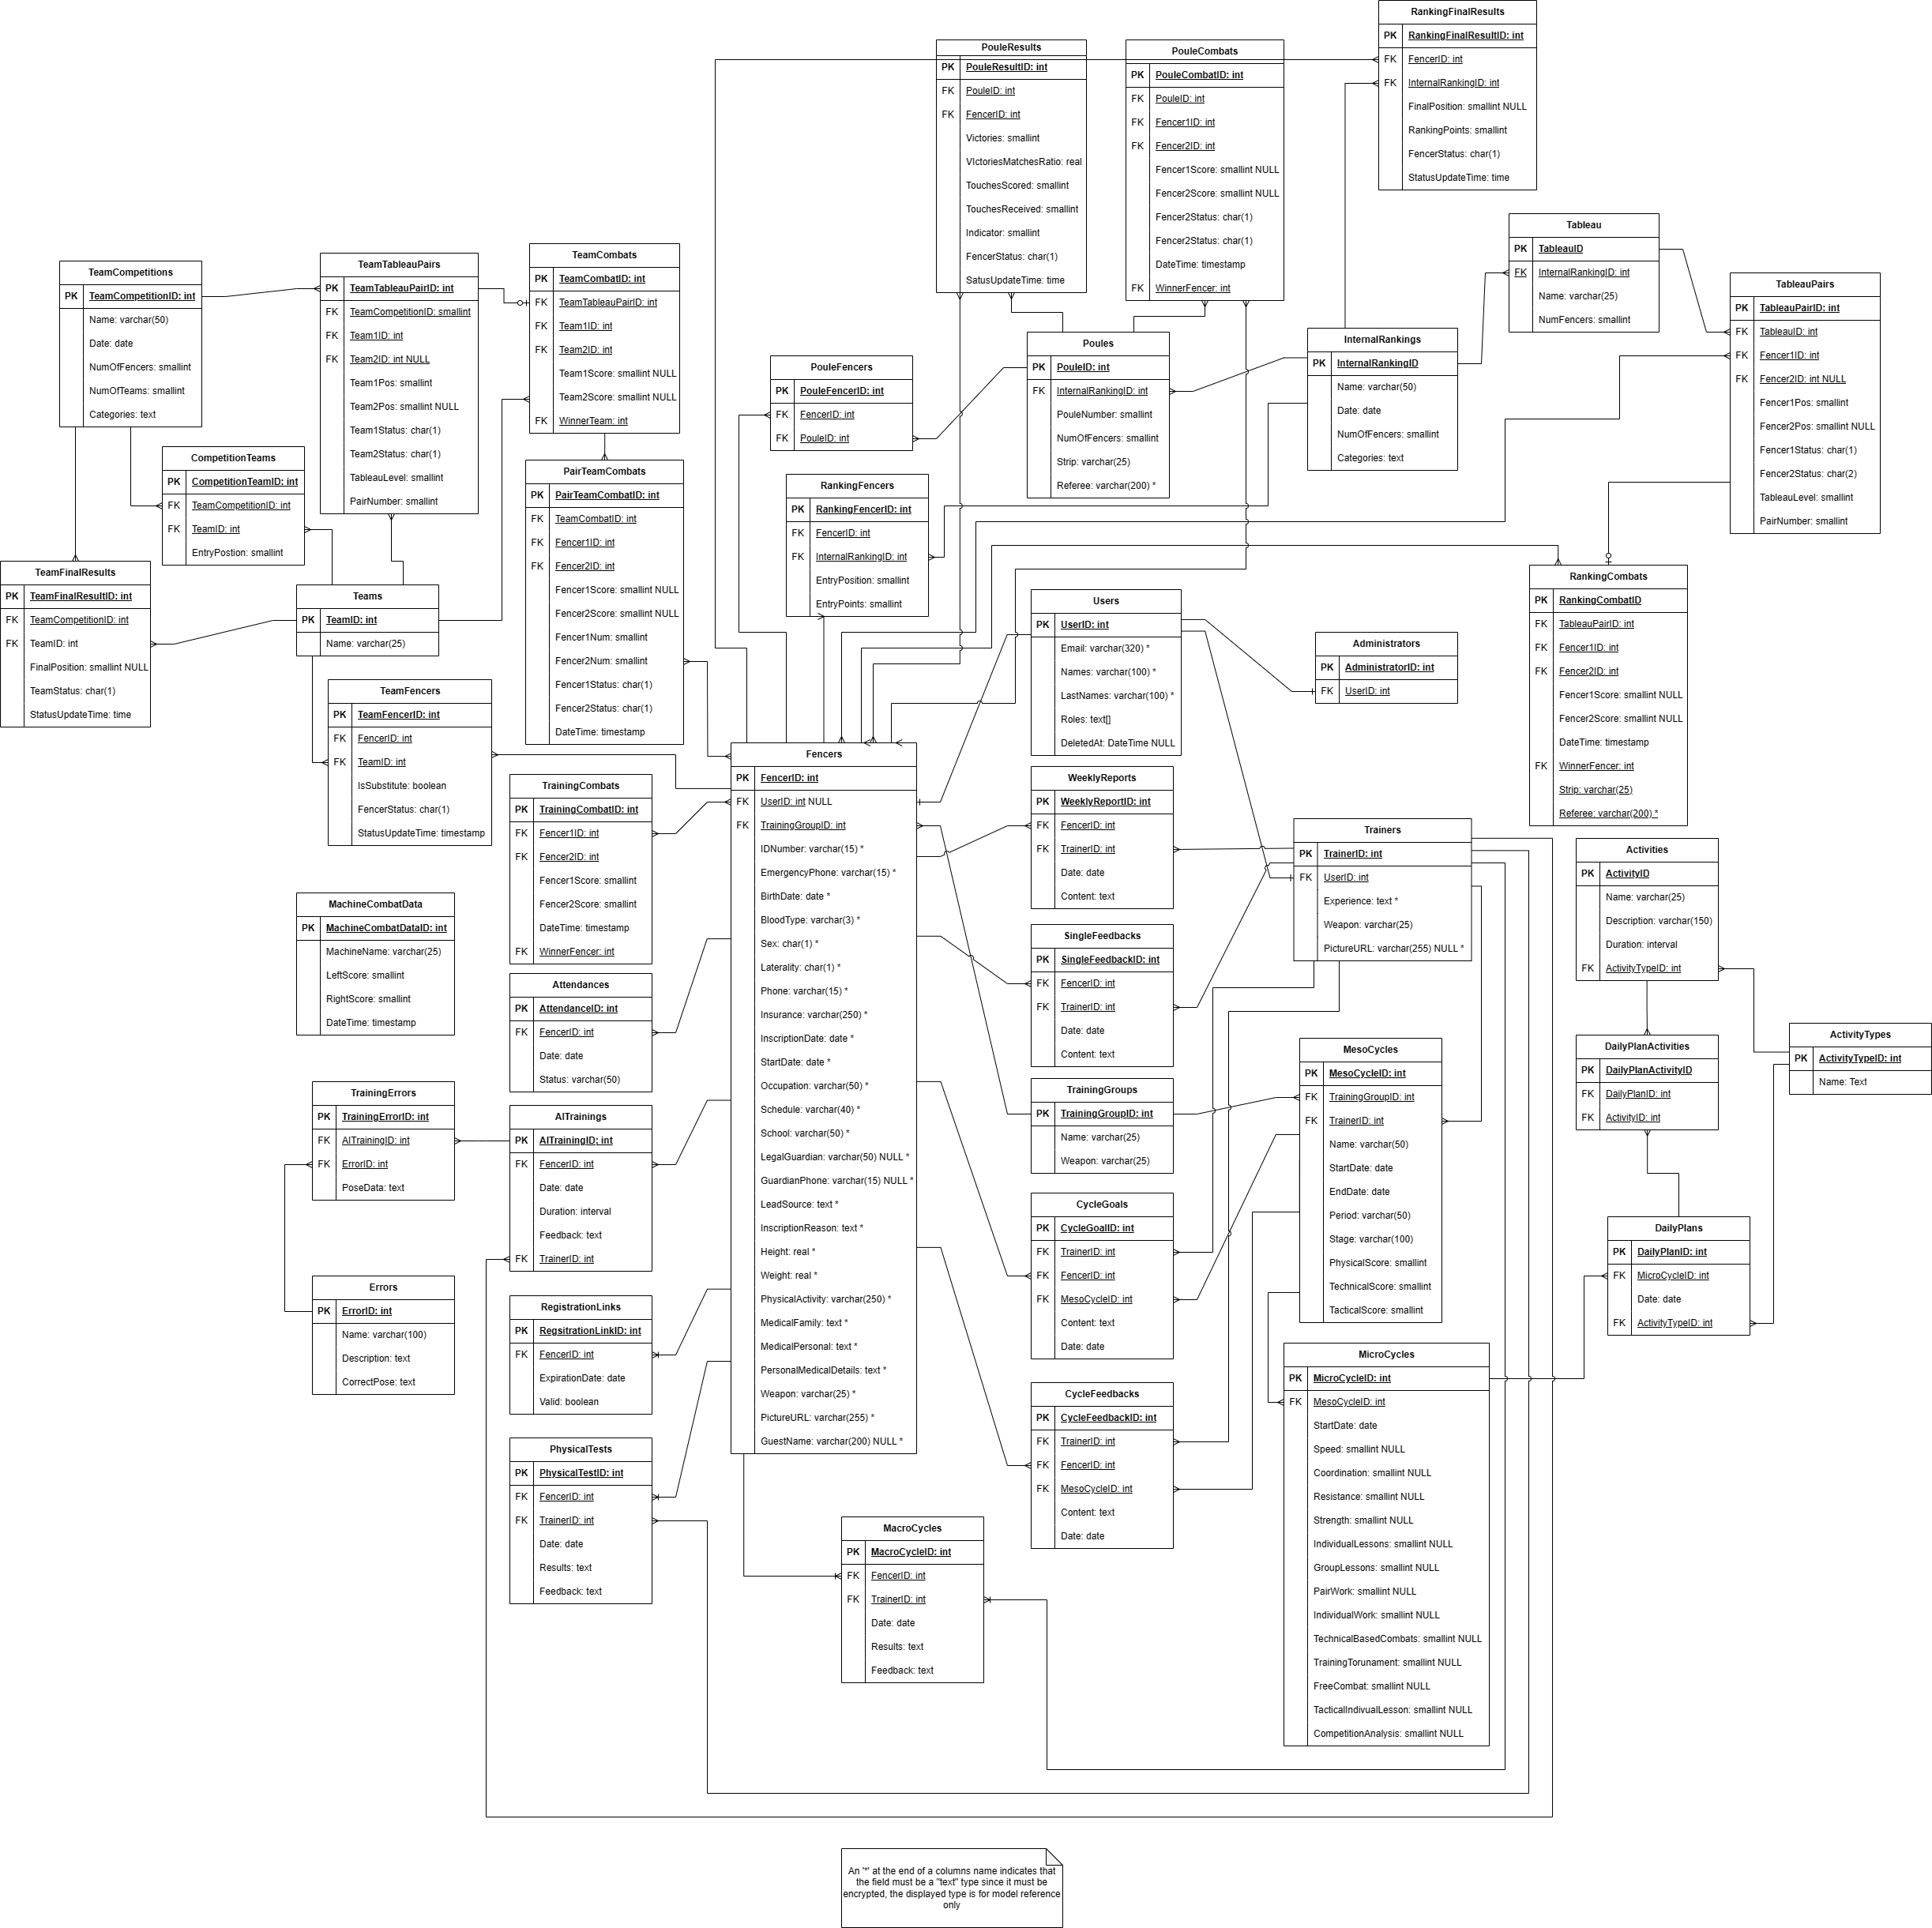 RankingFinalResults
PK RankingFinalResultID: int
FK FencerID: int
FK InternalRankingID: int
FinalPosition: smallint NULL
RankingPoints: smallint
FencerStatus: char(1)
StatusUpdateTime: time
PouleResults
PK PouleResultID: int
FK PouleID: int
FK FencerID: int
Victories: smallint
VIctoriesMatchesRatio: real
TouchesScored: smallint
TouchesReceived: smallint
Indicator: smallint
FencerStatus: char(1)
SatusUpdateTime: time
PouleCombats
PK PouleCombatID: int
FK PouleID: int
FK Fencer1ID: int
FK Fencer2ID: int
Fencer1Score: smallint NULL
Fencer2Score: smallint NULL
Fencer2Status: char(1)
Fencer2Status: char(1)
DateTime: timestamp
FK WinnerFencer: int
Tableau
PK TableauID
FK InternalRankingID: int
Name: varchar(25)
NumFencers: smallint
TeamCompetitions
PK TeamCompetitionID: int
Name: varchar(50)
Date: date
NumOfFencers: smallint
NumOfTeams: smallint
Categories: text
TeamTableauPairs
PK TeamTableauPairID: int
FK TeamCompetitionID: smallint
FK Team1ID: int
FK Team2ID: int NULL
Team1Pos: smallint
Team2Pos: smallint NULL
Team1Status: char(1)
Team2Status: char(1)
TableauLevel: smallint
PairNumber: smallint
TeamCombats
PK TeamCombatID: int
FK TeamTableauPairID: int
FK Team1ID: int
FK Team2ID: int
Team1Score: smallint NULL
Team2Score: smallint NULL
FK WinnerTeam: int
TableauPairs
PK TableauPairID: int
FK TableauID: int
FK Fencer1ID: int
FK Fencer2ID: int NULL
Fencer1Pos: smallint
Fencer2Pos: smallint NULL
Fencer1Status: char(1)
Fencer2Status: char(2)
TableauLevel: smallint
PairNumber: smallint
PouleFencers
PK PouleFencerID: int
FK FencerID: int
FK PouleID: int
Poules
PK PouleID: int
FK InternalRankingID: int
PouleNumber: smallint
NumOfFencers: smallint
Strip: varchar(25)
Referee: varchar(200) *
InternalRankings
PK InternalRankingID
Name: varchar(50)
Date: date
NumOfFencers: smallint
Categories: text
CompetitionTeams
PK CompetitionTeamID: int
FK TeamCompetitionID: int
FK TeamID: int
EntryPostion: smallint
PairTeamCombats
PK PairTeamCombatID: int
FK TeamCombatID: int
FK Fencer1ID: int
FK Fencer2ID: int
Fencer1Score: smallint NULL
Fencer2Score: smallint NULL
Fencer1Num: smallint
Fencer2Num: smallint
Fencer1Status: char(1)
Fencer2Status: char(1)
DateTime: timestamp
RankingFencers
PK RankingFencerID: int
FK FencerID: int
FK InternalRankingID: int
EntryPosition: smallint
EntryPoints: smallint
TeamFinalResults
PK TeamFinalResultID: int
FK TeamCompetitionID: int
FK TeamID: int
FinalPosition: smallint NULL
TeamStatus: char(1)
StatusUpdateTime: time
Teams
PK TeamID: int
Name: varchar(25)
RankingCombats
PK RankingCombatID
FK TableauPairID: int
FK Fencer1ID: int
FK Fencer2ID: int
Fencer1Score: smallint NULL
Fencer2Score: smallint NULL
DateTime: timestamp
FK WinnerFencer: int
Strip: varchar(25)
Referee: varchar(200) *
Users
PK UserID: int
Email: varchar(320) *
Names: varchar(100) *
LastNames: varchar(100) *
Roles: text[]
DeletedAt: DateTime NULL
Administrators
PK AdministratorID: int
FK UserID: int
TeamFencers
PK TeamFencerID: int
FK FencerID: int
FK TeamID: int
IsSubstitute: boolean
FencerStatus: char(1)
StatusUpdateTime: timestamp
Fencers
PK FencerID: int
FK UserID: int NULL
FK TrainingGroupID: int
IDNumber: varchar(15) *
EmergencyPhone: varchar(15) *
BirthDate: date *
BloodType: varchar(3) *
Sex: char(1) *
Laterality: char(1) *
Phone: varchar(15) *
Insurance: varchar(250) *
InscriptionDate: date *
StartDate: date *
Occupation: varchar(50) *
Schedule: varchar(40) *
School: varchar(50) *
LegalGuardian: varchar(50) NULL *
GuardianPhone: varchar(15) NULL *
LeadSource: text *
InscriptionReason: text *
Height: real *
Weight: real *
PhysicalActivity: varchar(250) *
MedicalFamily: text *
MedicalPersonal: text *
PersonalMedicalDetails: text *
Weapon: varchar(25) *
PictureURL: varchar(255) *
GuestName: varchar(200) NULL *
TrainingCombats
PK TrainingCombatID: int
FK Fencer1ID: int
FK Fencer2ID: int
Fencer1Score: smallint
Fencer2Score: smallint
DateTime: timestamp
FK WinnerFencer: int
WeeklyReports
PK WeeklyReportID: int
FK FencerID: int
FK TrainerID: int
Date: date
Content: text
Trainers
PK TrainerID: int
FK UserID: int
Experience: text *
Weapon: varchar(25)
PictureURL: varchar(255) NULL *
Activities
PK ActivityID
Name: varchar(25)
Description: varchar(150)
Duration: interval
FK ActivityTypeID: int
MachineCombatData
PK MachineCombatDataID: int
MachineName: varchar(25)
LeftScore: smallint
RightScore: smallint
DateTime: timestamp
SingleFeedbacks
PK SingleFeedbackID: int
FK FencerID: int
FK TrainerID: int
Date: date
Content: text
Attendances
PK AttendanceID: int
FK FencerID: int
Date: date
Status: varchar(50)
ActivityTypes
PK ActivityTypeID: int
Name: Text
DailyPlanActivities
PK DailyPlanActivityID
FK DailyPlanID: int
FK ActivityID: int
MesoCycles
PK MesoCycleID: int
FK TrainingGroupID: int
FK TrainerID: int
Name: varchar(50)
StartDate: date
EndDate: date
Period: varchar(50)
Stage: varchar(100)
PhysicalScore: smallint
TechnicalScore: smallint
TacticalScore: smallint
TrainingErrors
PK TrainingErrorID: int
FK AITrainingID: int
FK ErrorID: int
PoseData: text
TrainingGroups
PK TrainingGroupID: int
Name: varchar(25)
Weapon: varchar(25)
AITrainings
PK AITrainingID: int
FK FencerID: int
Date: date
Duration: interval
Feedback: text
FK TrainerID: int
CycleGoals
PK CycleGoalID: int
FK TrainerID: int
FK FencerID: int
FK MesoCycleID: int
Content: text
Date: date
DailyPlans
PK DailyPlanID: int
FK MicroCycleID: int
Date: date
FK ActivityTypeID: int
Errors
PK ErrorID: int
Name: varchar(100)
Description: text
CorrectPose: text
RegistrationLinks
PK RegsitrationLinkID: int
FK FencerID: int
ExpirationDate: date
Valid: boolean
MicroCycles
PK MicroCycleID: int
FK MesoCycleID: int
StartDate: date
Speed: smallint NULL
Coordination: smallint NULL
Resistance: smallint NULL
Strength: smallint NULL
IndividualLessons: smallint NULL
GroupLessons: smallint NULL
PairWork: smallint NULL
IndividualWork: smallint NULL
TechnicalBasedCombats: smallint NULL
TrainingTorunament: smallint NULL
FreeCombat: smallint NULL
TacticalIndivualLesson: smallint NULL
CompetitionAnalysis: smallint NULL
CycleFeedbacks
PK CycleFeedbackID: int
FK TrainerID: int
FK FencerID: int
FK MesoCycleID: int
Content: text
Date: date
PhysicalTests
PK PhysicalTestID: int
FK FencerID: int
FK TrainerID: int
Date: date
Results: text
Feedback: text
MacroCycles
PK MacroCycleID: int
FK FencerID: int
FK TrainerID: int
Date: date
Results: text
Feedback: text
An '*' at the end of a columns name indicates that
the field must be a "text" type since it must be
encrypted, the displayed type is for model reference
only